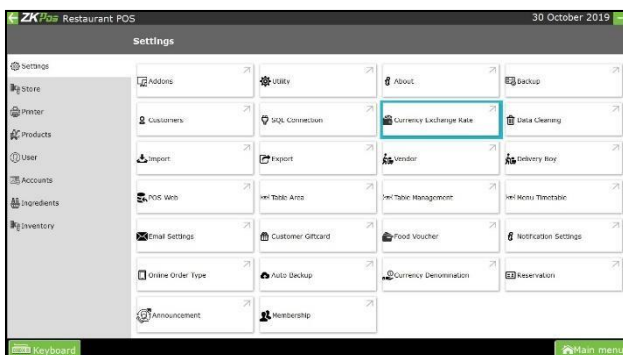 ZKPos Restaurant POS 30 October 2019
Settings
Settings
Store
Printer
Products
User
Accounts
Ingredients
Inventory
Addons Utility About Backup
Customers SQL Connection Currency Exchange Rate Data Cleaning
Import Export Vendor Delivery Boy
POS Web Table Area Table Management Menu Timetable
Email Settings Customer Giftcard Food Voucher Notification Settings
Online Order Type Auto Backup Currency Denomination Reservation
Announcement Membership
Keyboard Main menu